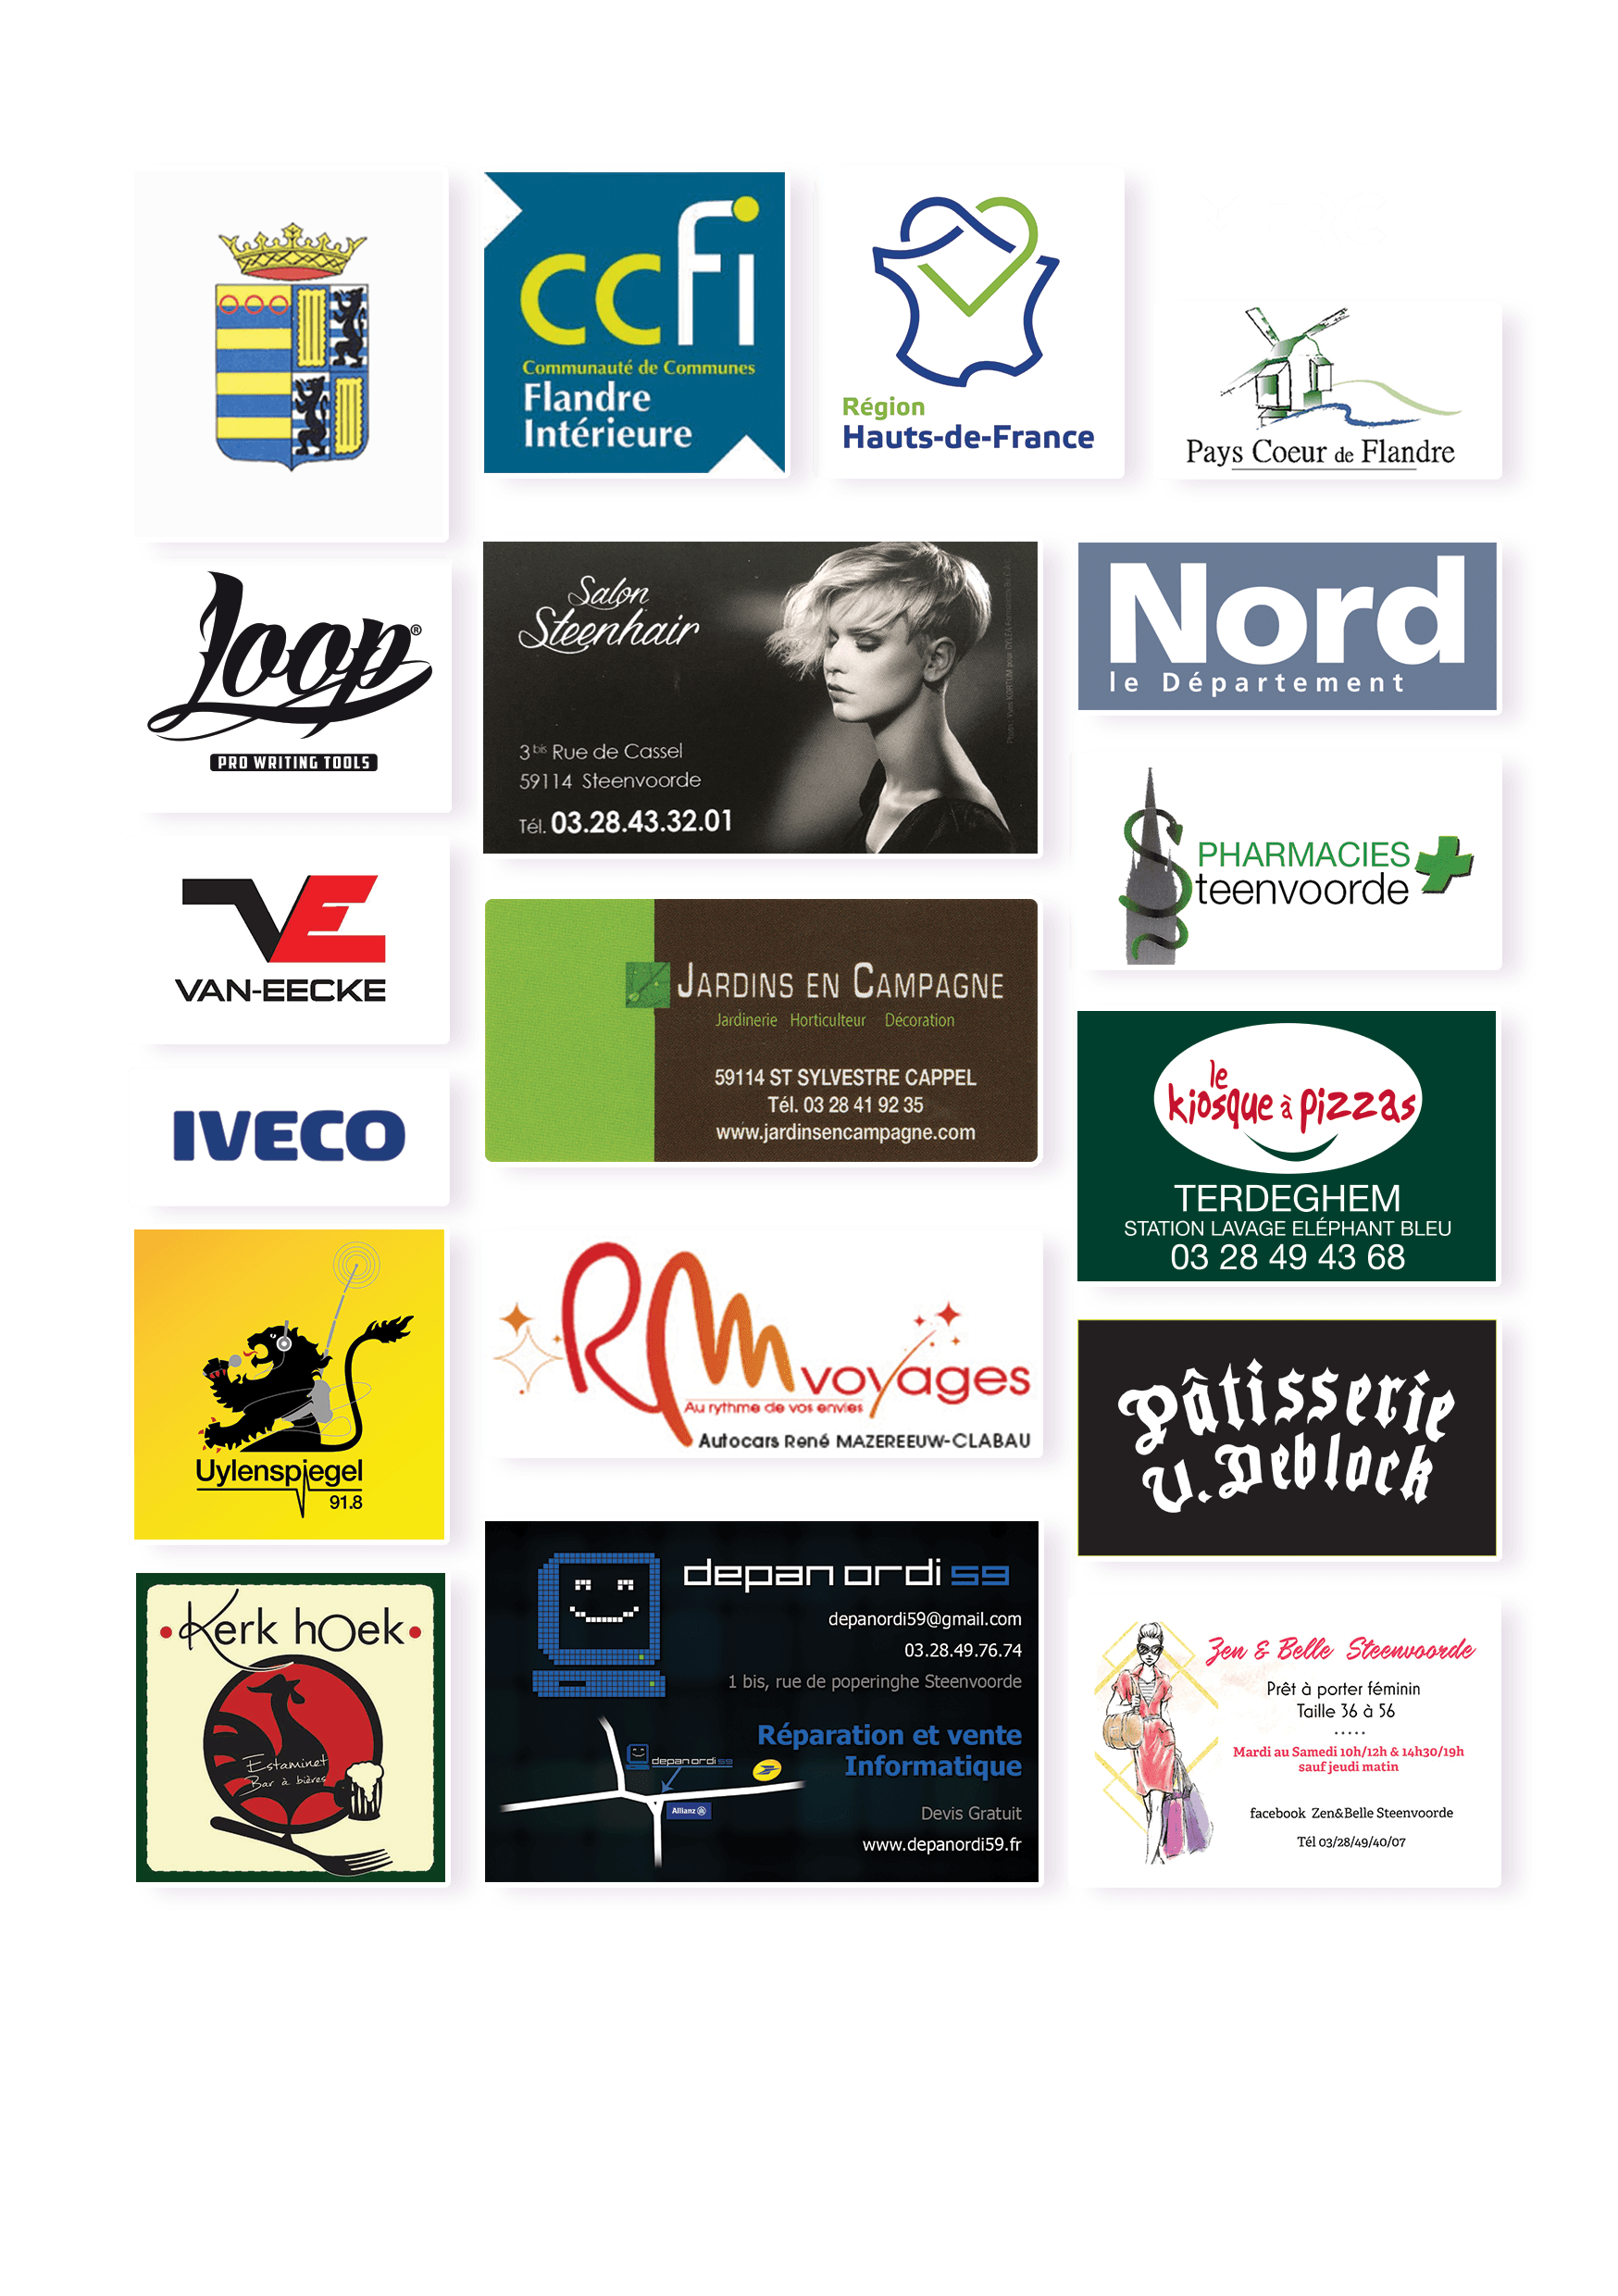 ccfi
Communauté de Communes
Flandre
Intérieure
Région
Hauts-de-France
Pays Coeur de Flandre
Loop®
PRO WRITING TOOLS
Salon
Steenhair
3 bis Rue de Cassel
59114 Steenvoorde
Tél. 03.28.43.32.01
Nord
le Département
VE
VAN-EECKE
PHARMACIES
Steenvoorde
JARDINS EN CAMPAGNE
Jardinerie Horticulteur Décoration
59114 ST SYLVESTRE CAPPEL
Tél. 03 28 41 92 35
www.jardinsencampagne.com
IVECO
le
kiosque à pizzas
TERDEGHEM
STATION LAVAGE ELÉPHANT BLEU
03 28 49 43 68
Uylenspiegel
91.8
RM voyages
Au rythme de vos envies
Autocars René MAZEREEUW-CLABAU
Pâtisserie
V. Deblock
Kerk hOek
Estaminet
Bar à bières
depan ordi 59
depanordi59@gmail.com
03.28.49.76.74
1 bis, rue de poperinghe Steenvoorde
Réparation et vente
Informatique
depan ordi 59
Allianz
Devis Gratuit
www.depanordi59.fr
Zen & Belle Steenvoorde
Prêt à porter féminin
Taille 36 à 56
.....
Mardi au Samedi 10h/12h & 14h30/19h
sauf jeudi matin
facebook Zen&Belle Steenvoorde
Tél 03/28/49/40/07